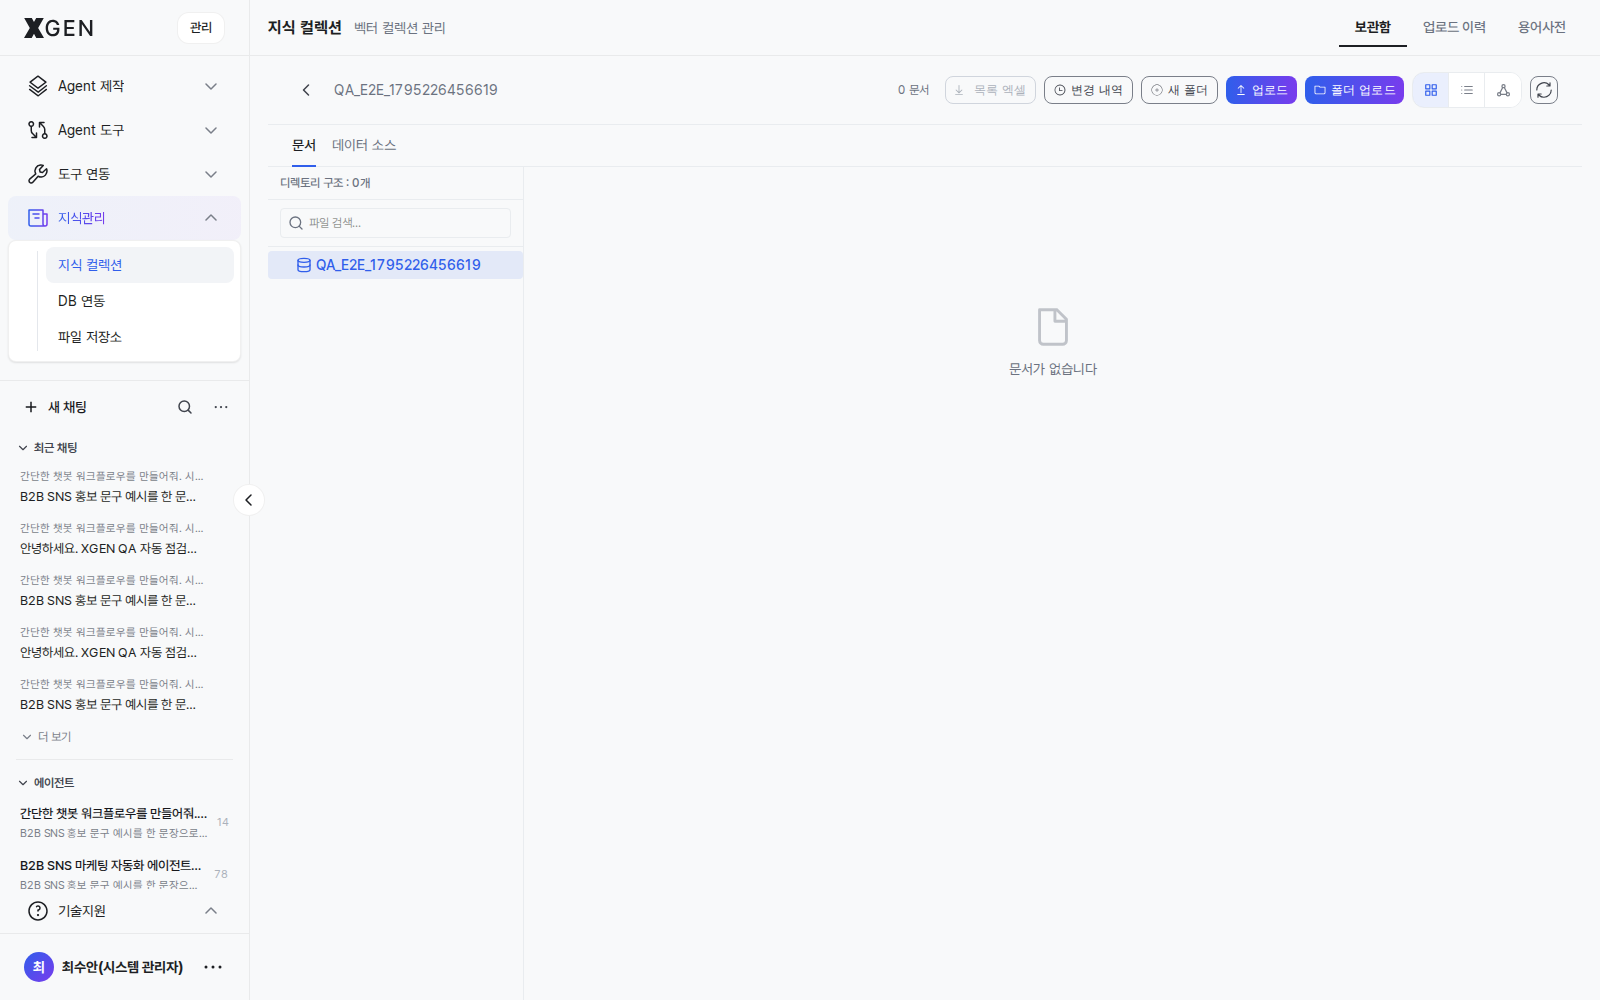 XGEN
관리
지식 컬렉션 벡터 컬렉션 관리
보관함 업로드 이력 용어사전
Agent 제작
Agent 도구
도구 연동
지식관리
지식 컬렉션
DB 연동
파일 저장소
QA_E2E_1795226456619
0 문서 목록 엑셀 변경 내역 새 폴더 업로드 폴더 업로드
문서 데이터 소스
디렉토리 구조 : 0개
파일 검색...
QA_E2E_1795226456619
문서가 없습니다
새 채팅
최근 채팅
간단한 챗봇 워크플로우를 만들어줘. 시...
B2B SNS 홍보 문구 예시를 한 문...
간단한 챗봇 워크플로우를 만들어줘. 시...
안녕하세요. XGEN QA 자동 점검...
간단한 챗봇 워크플로우를 만들어줘. 시...
B2B SNS 홍보 문구 예시를 한 문...
간단한 챗봇 워크플로우를 만들어줘. 시...
안녕하세요. XGEN QA 자동 점검...
간단한 챗봇 워크플로우를 만들어줘. 시...
B2B SNS 홍보 문구 예시를 한 문...
더 보기
에이전트
간단한 챗봇 워크플로우를 만들어줘....
14
B2B SNS 홍보 문구 예시를 한 문장으로...
B2B SNS 마케팅 자동화 에이전트...
78
B2B SNS 홍보 문구 예시를 한 문장으...
기술지원
최 최수안(시스템 관리자)